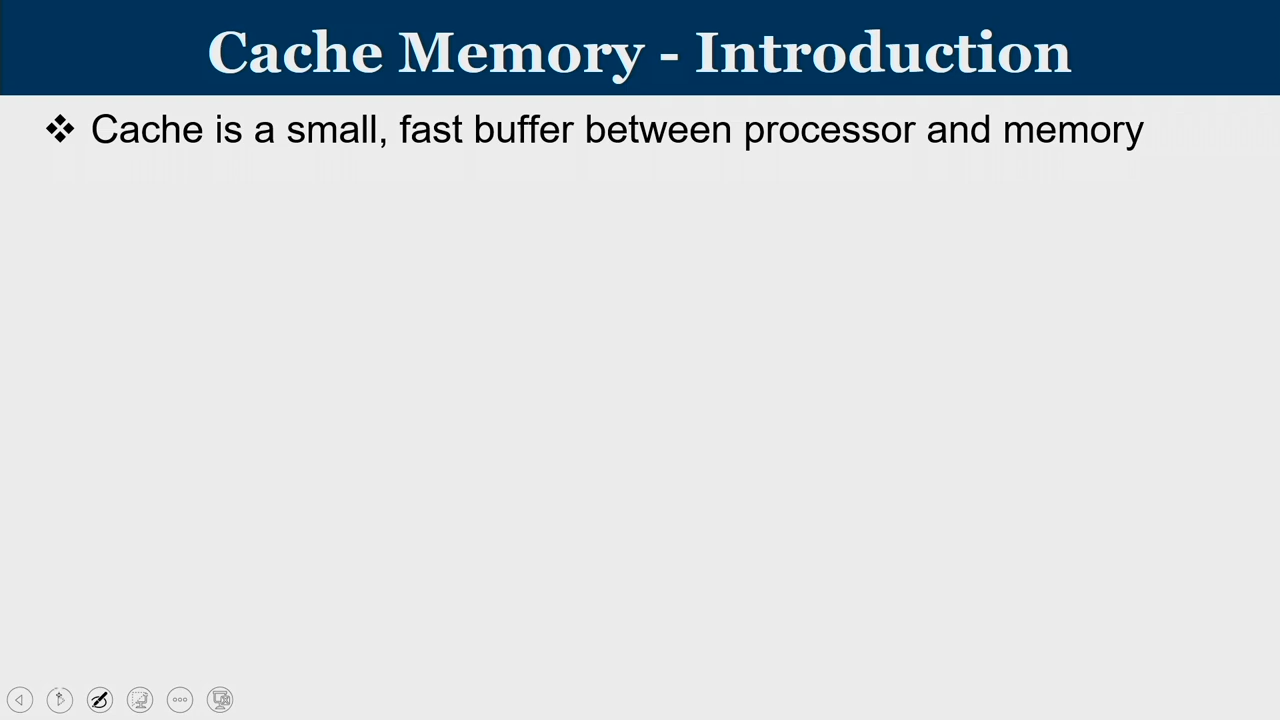 Cache Memory - Introduction
❖ Cache is a small, fast buffer between processor and memory